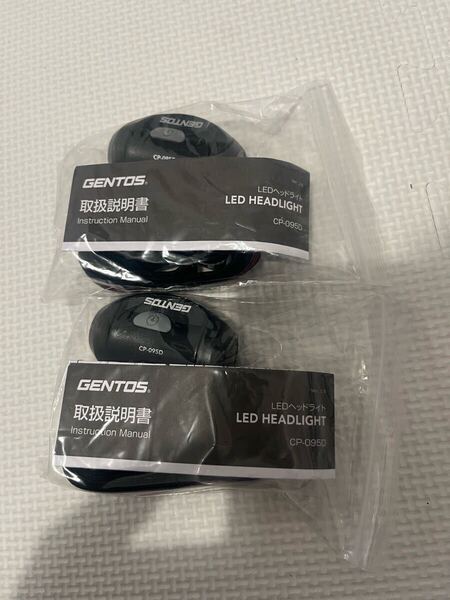 GENTOS
CP-095D
GENTOS®
取扱説明書
Instruction Manual
LEDヘッドライト
LED HEADLIGHT
CP-095D
GENTOS
CP-095D
GENTOS®
取扱説明書
Instruction Manual
LEDヘッドライト
LED HEADLIGHT
CP-095D